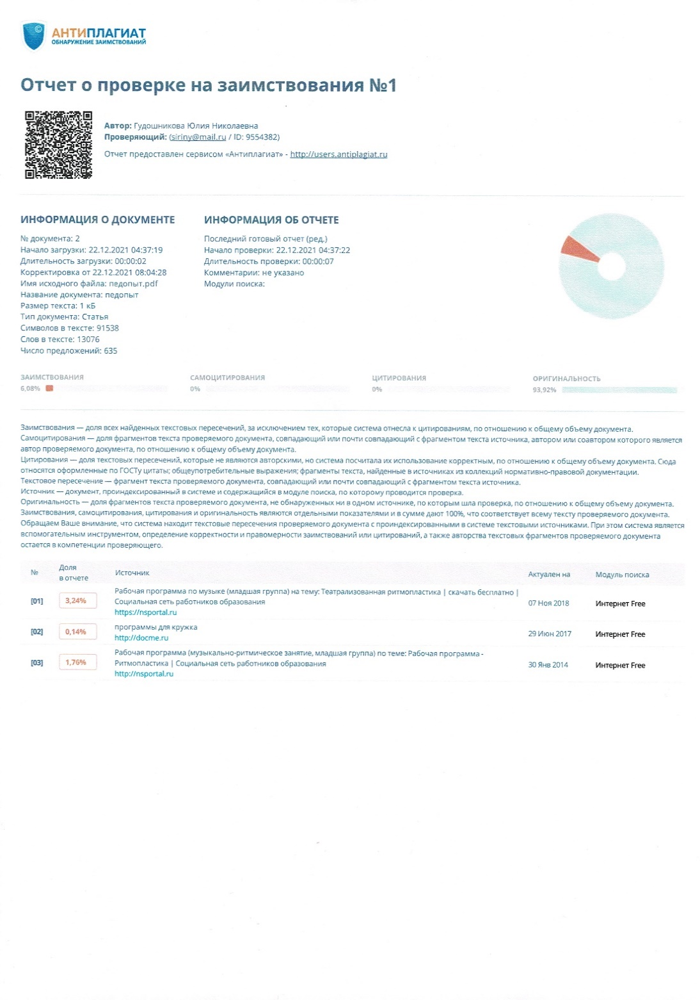 АНТИПЛАГИАТ
ОБНАРУЖЕНИЕ ЗАИМСТВОВАНИЙ
Отчет о проверке на заимствования №1
Автор: Гудошникова Юлия Николаевна
Проверяющий: (siriny@mail.ru / ID: 9554382)
Отчет предоставлен сервисом «Антиплагиат» - http://users.antiplagiat.ru
ИНФОРМАЦИЯ О ДОКУМЕНТЕ
№ документа: 2
Начало загрузки: 22.12.2021 04:37:19
Длительность загрузки: 00:00:02
Корректировка от 22.12.2021 08:04:28
Имя исходного файла: педопыт.pdf
Название документа: педопыт
Размер текста: 1 кБ
Тип документа: Статья
Символов в тексте: 91538
Слов в тексте: 13076
Число предложений: 635
ИНФОРМАЦИЯ ОБ ОТЧЕТЕ
Последний готовый отчет (ред.)
Начало проверки: 22.12.2021 04:37:22
Длительность проверки: 00:00:07
Комментарии: не указано
Модули поиска:
ЗАИМСТВОВАНИЯ
6,08%
САМОЦИТИРОВАНИЯ
0%
ЦИТИРОВАНИЯ
0%
ОРИГИНАЛЬНОСТЬ
93,92%
Заимствования — доля всех найденных текстовых пересечений, за исключением тех, которые система отнесла к цитированиям, по отношению к общему объему документа.
Самоцитирования — доля фрагментов текста проверяемого документа, совпадающий или почти совпадающий с фрагментом текста источника, автором или соавтором которого является
автор проверяемого документа, по отношению к общему объему документа.
Цитирования — доля текстовых пересечений, которые не являются авторскими, но система посчитала их использование корректным, по отношению к общему объему документа. Сюда
относятся оформленные по ГОСТу цитаты; общеупотребительные выражения; фрагменты текста, найденные в источниках из коллекций нормативно-правовой документации.
Текстовое пересечение — фрагмент текста проверяемого документа, совпадающий или почти совпадающий с фрагментом текста источника.
Источник — документ, проиндексированный в системе и содержащийся в модуле поиска, по которому проводится проверка.
Оригинальность — доля фрагментов текста проверяемого документа, не обнаруженных ни в одном источнике, по которым шла проверка, по отношению к общему объему документа.
Заимствования, самоцитирования, цитирования и оригинальность являются отдельными показателями и в сумме дают 100%, что соответствует всему тексту проверяемого документа.
Обращаем Ваше внимание, что система находит текстовые пересечения проверяемого документа с проиндексированными в системе текстовыми источниками. При этом система является
вспомогательным инструментом, определение корректности и правомерности заимствований или цитирований, а также авторства текстовых фрагментов проверяемого документа
остается в компетенции проверяющего.
№
Доля
в отчете
Источник
Актуален на
Модуль поиска
[01]
3,24%
Рабочая программа по музыке (младшая группа) на тему: Театрализованная ритмопластика | скачать бесплатно |
Социальная сеть работников образования
https://nsportal.ru
07 Ноя 2018
Интернет Free
[02]
0,14%
программы для кружка
http://docme.ru
29 Июн 2017
Интернет Free
[03]
1,76%
Рабочая программа (музыкально-ритмическое занятие, младшая группа) по теме: Рабочая программа -
Ритмопластика | Социальная сеть работников образования
http://nsportal.ru
30 Янв 2014
Интернет Free